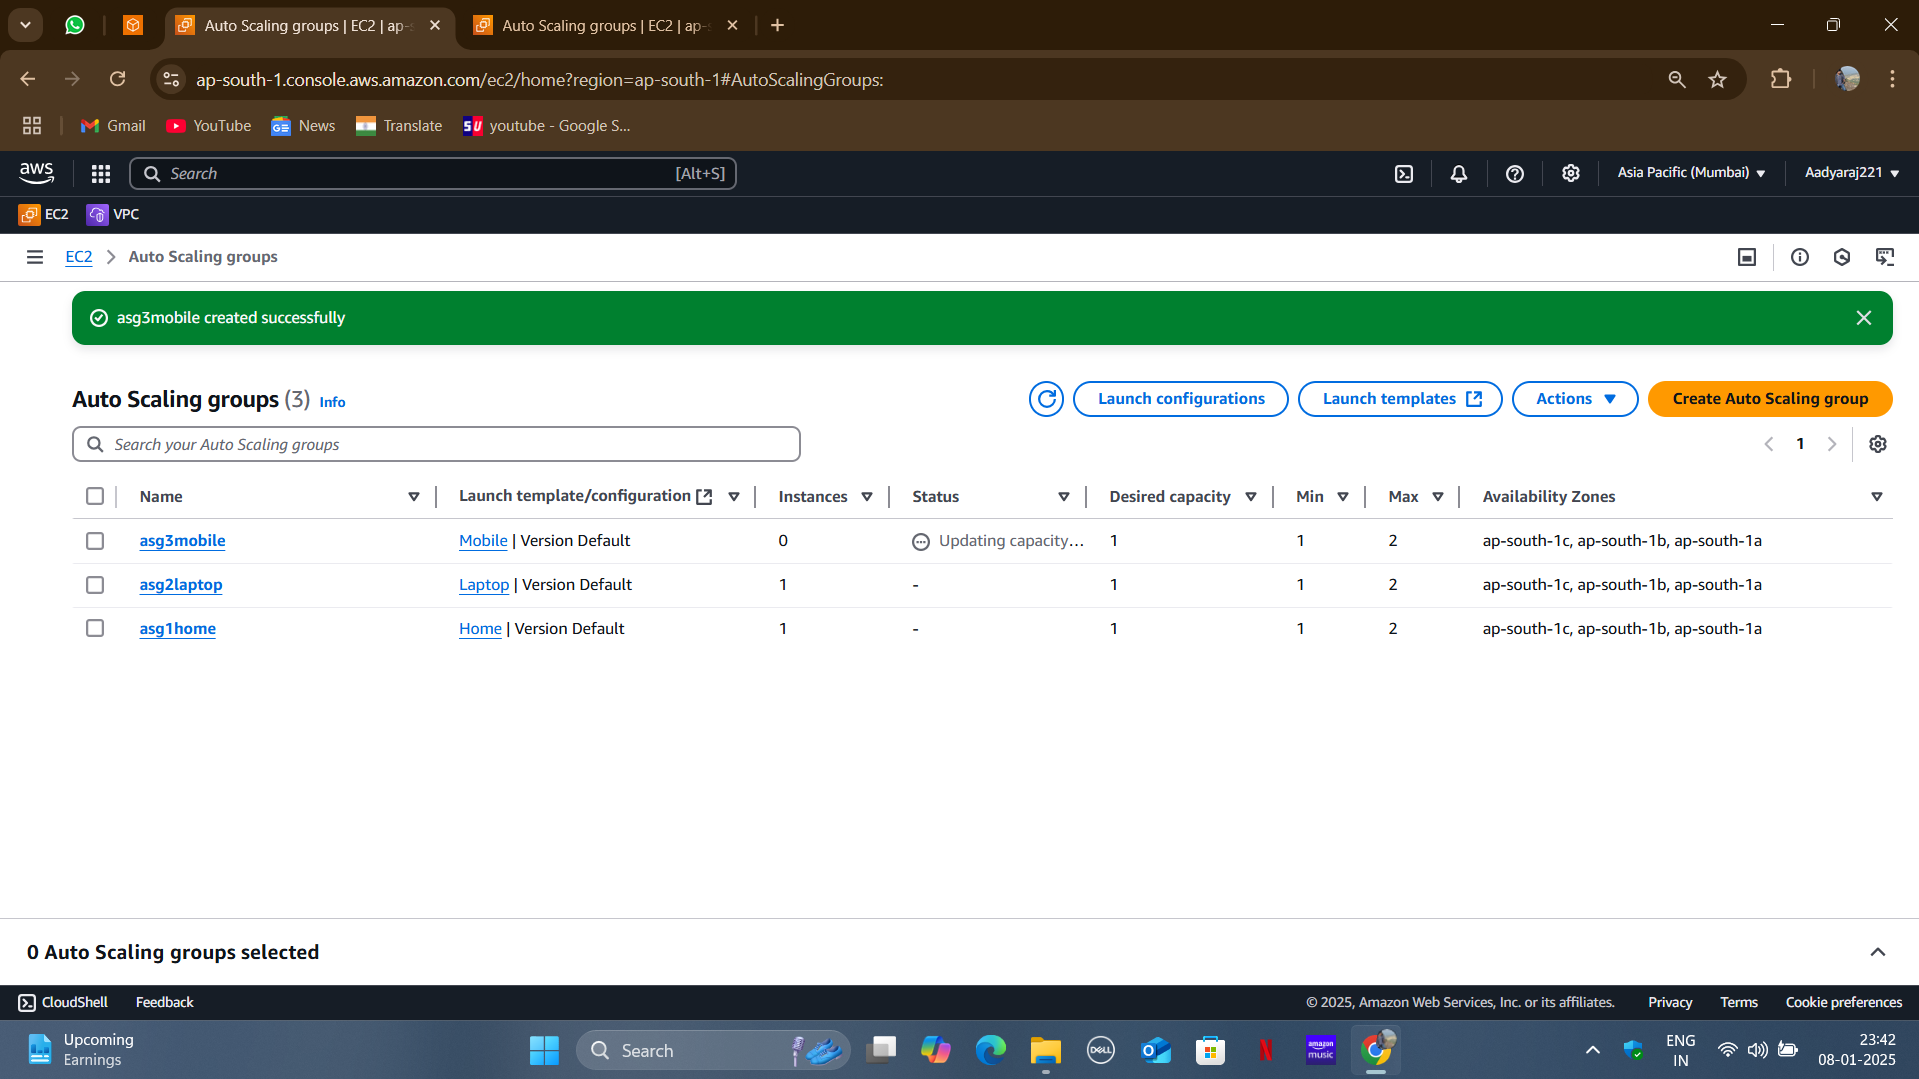 Auto Scaling groups | EC2 | ap-s
Auto Scaling groups | EC2 | ap-s
ap-south-1.console.aws.amazon.com/ec2/home?region=ap-south-1#AutoScalingGroups:
Gmail
YouTube
News
Translate
SU
youtube - Google S...
aws
Search
[Alt+S]
Asia Pacific (Mumbai)
Aadyaraj221
EC2
VPC
EC2 > Auto Scaling groups
asg3mobile created successfully
Auto Scaling groups (3) Info
Launch configurations
Launch templates
Actions
Create Auto Scaling group
Search your Auto Scaling groups
1
Name Launch template/configuration Instances Status Desired capacity Min Max Availability Zones
asg3mobile Mobile | Version Default 0 Updating capacity... 1 1 2 ap-south-1c, ap-south-1b, ap-south-1a
asg2laptop Laptop | Version Default 1 - 1 1 2 ap-south-1c, ap-south-1b, ap-south-1a
asg1home Home | Version Default 1 - 1 1 2 ap-south-1c, ap-south-1b, ap-south-1a
0 Auto Scaling groups selected
CloudShell Feedback © 2025, Amazon Web Services, Inc. or its affiliates. Privacy Terms Cookie preferences
Upcoming
Earnings
Search
DELL
amazon
music
ENG
IN
23:42
08-01-2025